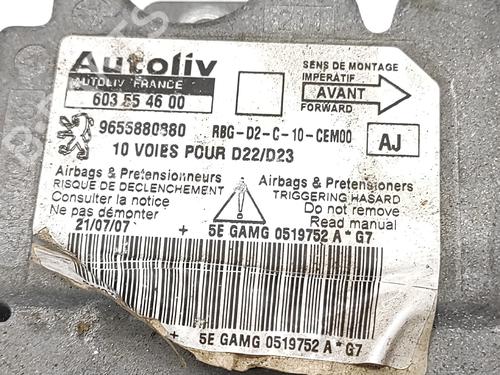 Autoliv
AUTOLIV FRANCE
603 55 46 00
SENS DE MONTAGE
IMPÉRATIF
AVANT
FORWARD
9655880880 RBG-D2-C-10-CEM00
AJ
10 VOIES POUR D22/D23
Airbags & Pretensionneurs
RISQUE DE DECLENCHEMENT
Consulter la notice
Ne pas démonter
21/07/07
Airbags & Pretensioners
TRIGGERING HASARD
Do not remove
Read manual
+ 5E GAMG 0519752 A * G7
+ 5E GAMG 0519752 A * G7